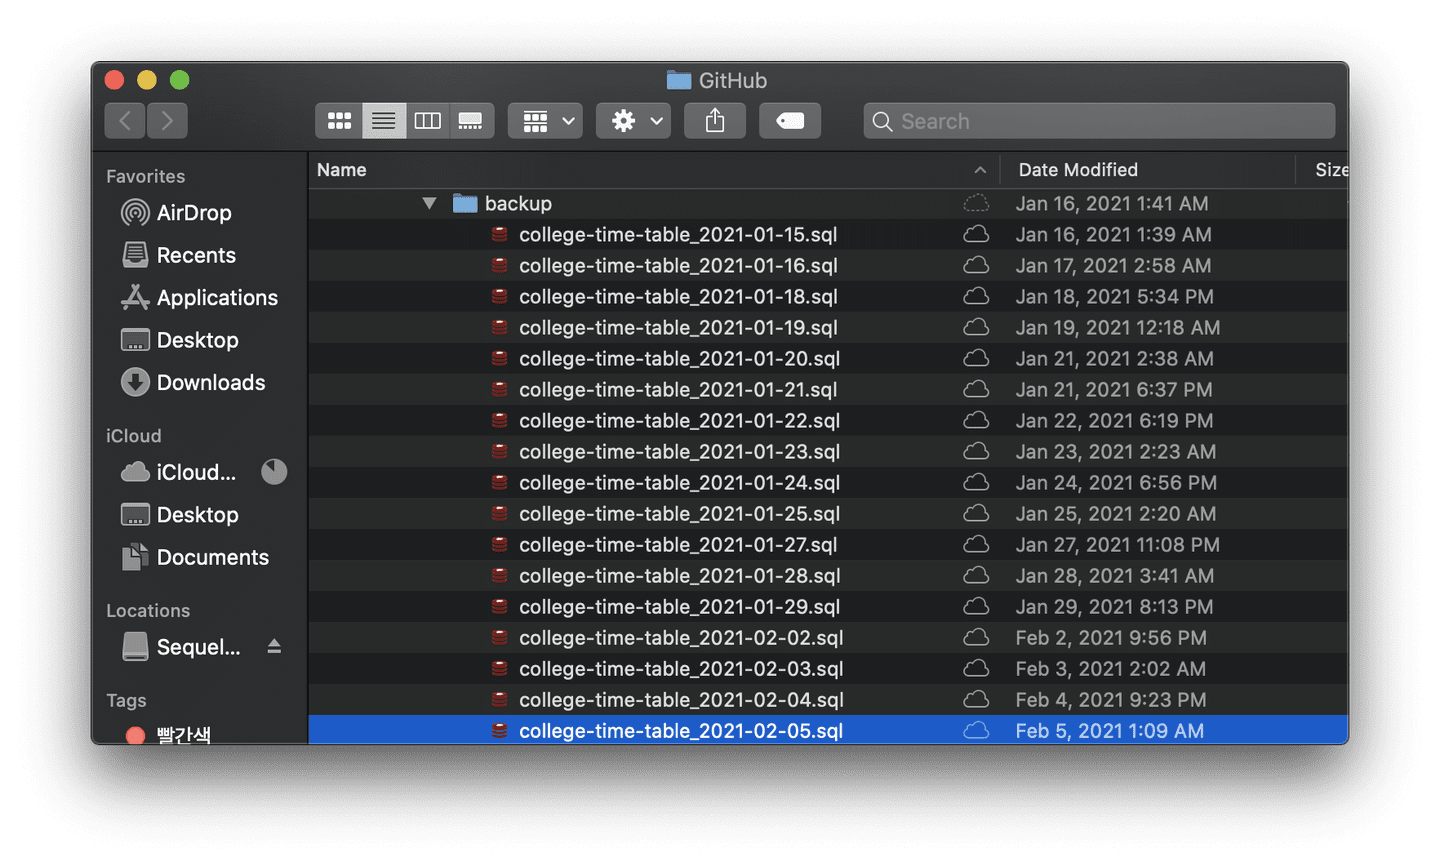 GitHub
Search
Favorites
AirDrop
Recents
Applications
Desktop
Downloads
iCloud
iCloud...
Desktop
Documents
Locations
Sequel...
Tags
빨간색
Name Date Modified Size
backup Jan 16, 2021 1:41 AM
college-time-table_2021-01-15.sql Jan 16, 2021 1:39 AM
college-time-table_2021-01-16.sql Jan 17, 2021 2:58 AM
college-time-table_2021-01-18.sql Jan 18, 2021 5:34 PM
college-time-table_2021-01-19.sql Jan 19, 2021 12:18 AM
college-time-table_2021-01-20.sql Jan 21, 2021 2:38 AM
college-time-table_2021-01-21.sql Jan 21, 2021 6:37 PM
college-time-table_2021-01-22.sql Jan 22, 2021 6:19 PM
college-time-table_2021-01-23.sql Jan 23, 2021 2:23 AM
college-time-table_2021-01-24.sql Jan 24, 2021 6:56 PM
college-time-table_2021-01-25.sql Jan 25, 2021 2:20 AM
college-time-table_2021-01-27.sql Jan 27, 2021 11:08 PM
college-time-table_2021-01-28.sql Jan 28, 2021 3:41 AM
college-time-table_2021-01-29.sql Jan 29, 2021 8:13 PM
college-time-table_2021-02-02.sql Feb 2, 2021 9:56 PM
college-time-table_2021-02-03.sql Feb 3, 2021 2:02 AM
college-time-table_2021-02-04.sql Feb 4, 2021 9:23 PM
college-time-table_2021-02-05.sql Feb 5, 2021 1:09 AM